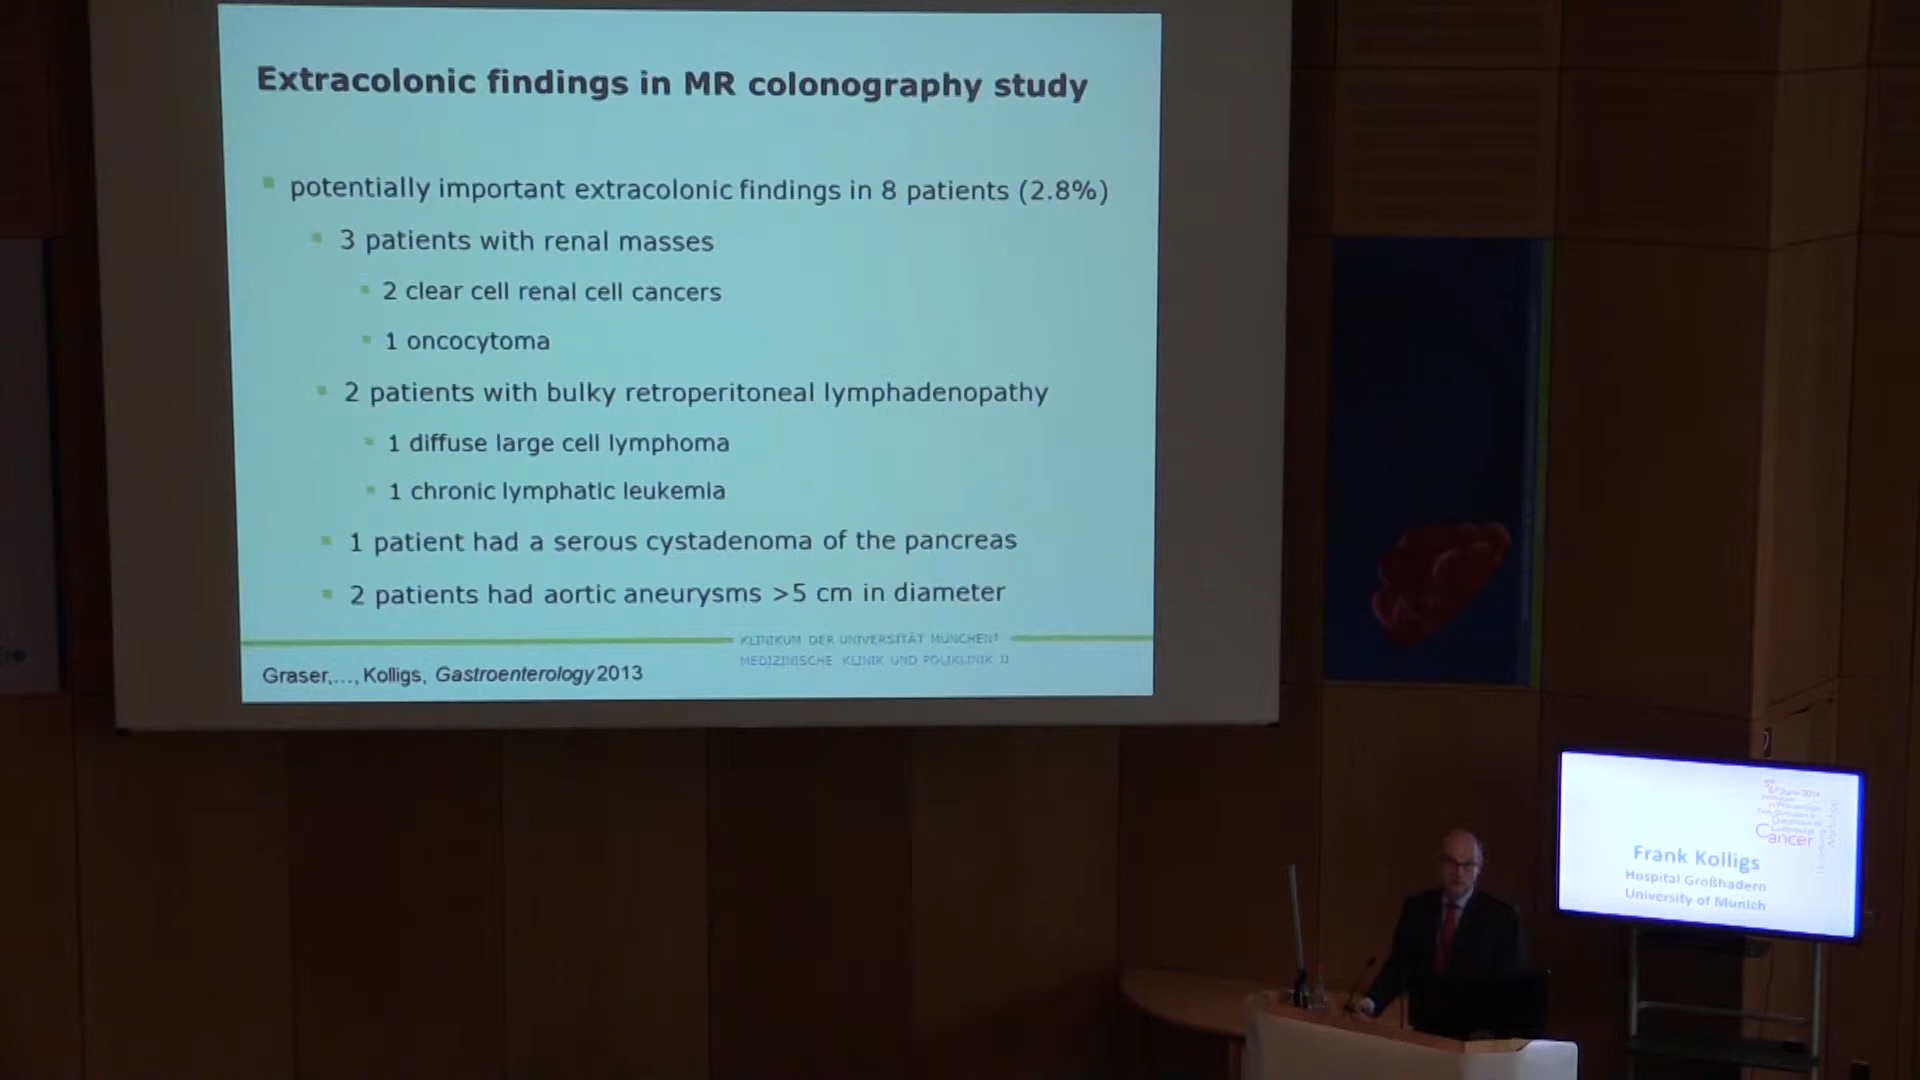 Extracolonic findings in MR colonography study
potentially important extracolonic findings in 8 patients (2.8%)
3 patients with renal masses
2 clear cell renal cell cancers
1 oncocytoma
2 patients with bulky retroperitoneal lymphadenopathy
1 diffuse large cell lymphoma
1 chronic lymphatic leukemia
1 patient had a serous cystadenoma of the pancreas
2 patients had aortic aneurysms >5 cm in diameter
KLINIKUM DER UNIVERSITÄT MÜNCHEN®
MEDIZINISCHE KLINIK UND POLIKLINIK II
Graser,..., Kolligs, Gastroenterology 2013
June 2014
Cancer
Frank Kolligs
Hospital Großhadern
University of Munich